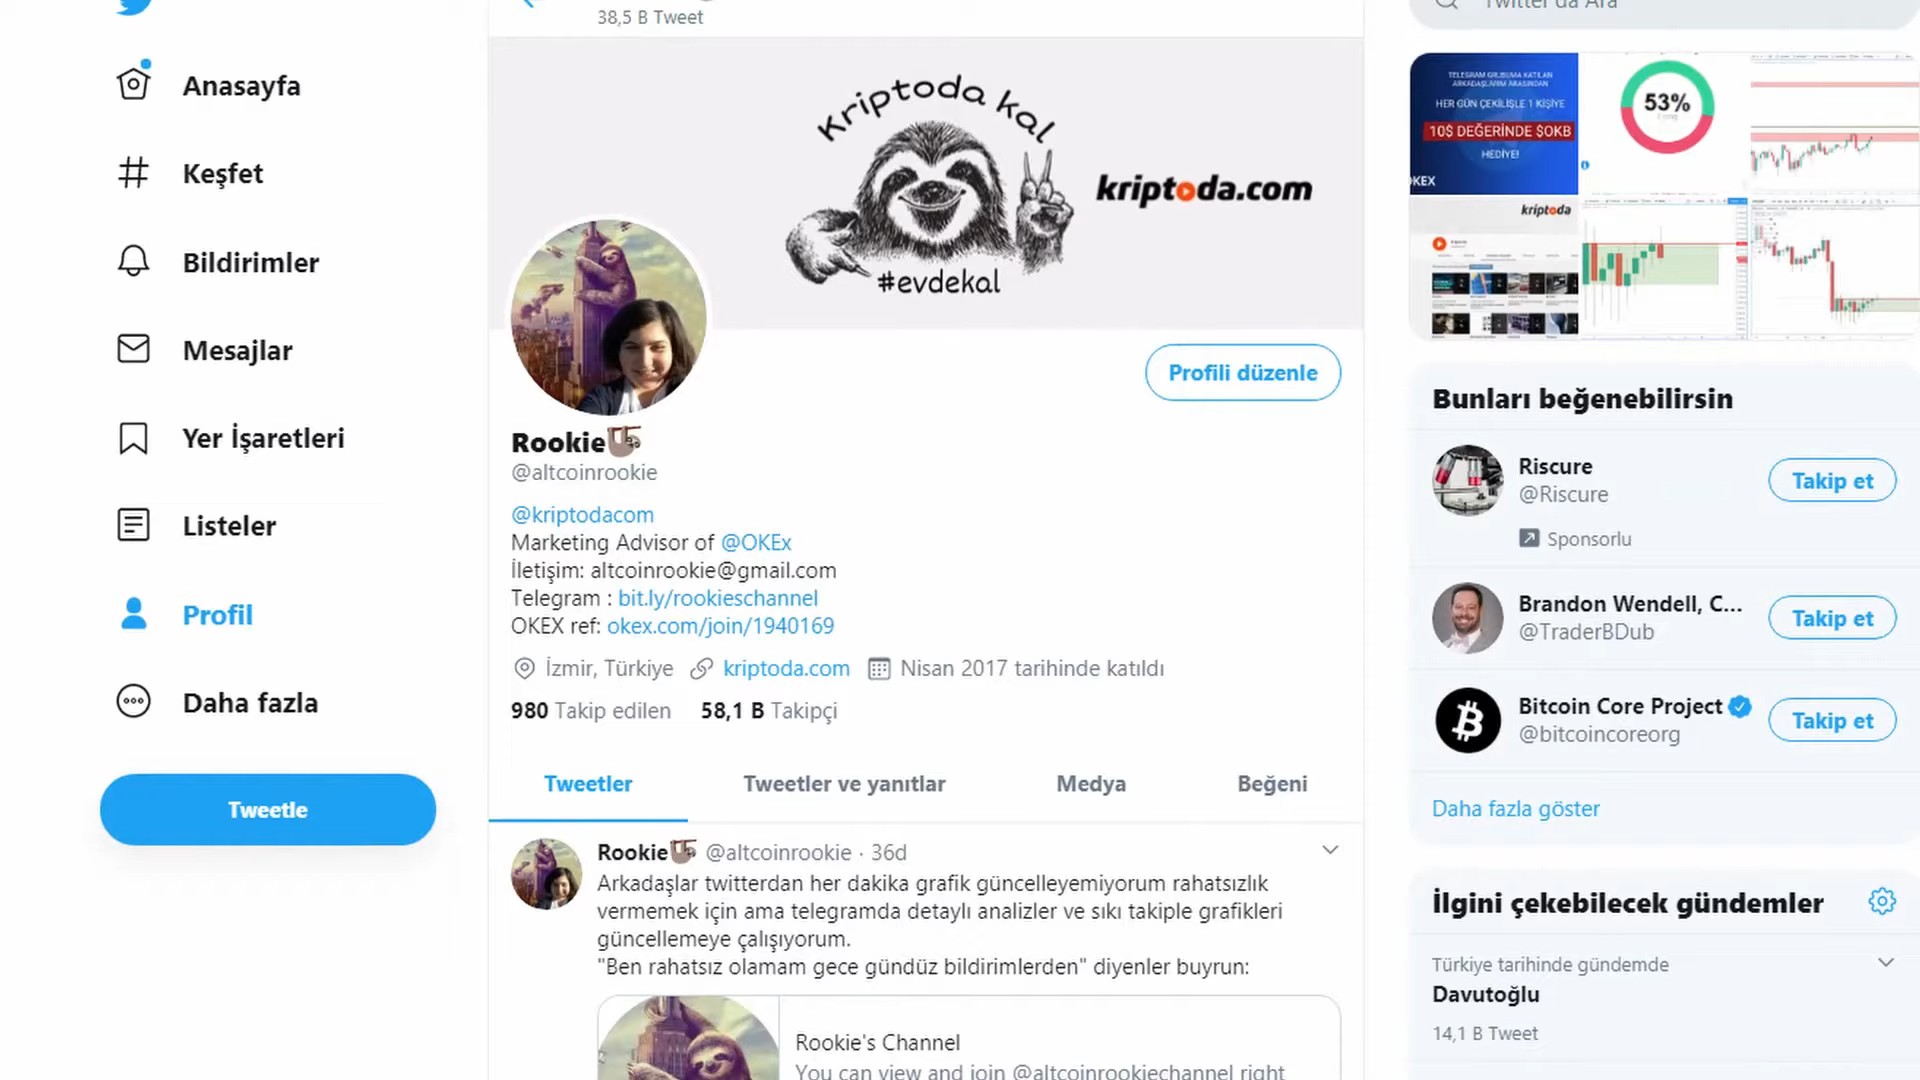 38,5 B Tweet
Anasayfa
Keşfet
Bildirimler
Mesajlar
Yer İşaretleri
Listeler
Profil
Daha fazla
Tweetle
Kriptoda kal
#evdekal
kriptoda.com
Profili düzenle
Rookie
@altcoinrookie
@kriptodacom
Marketing Advisor of @OKEx
İletişim: altcoinrookie@gmail.com
Telegram : bit.ly/rookieschannel
OKEX ref: okex.com/join/1940169
İzmir, Türkiye kriptoda.com Nisan 2017 tarihinde katıldı
980 Takip edilen 58,1 B Takipçi
Tweetler Tweetler ve yanıtlar Medya Beğeni
Rookie @altcoinrookie · 36d
Arkadaşlar twitterdan her dakika grafik güncelleyemiyorum rahatsızlık
vermemek için ama telegramda detaylı analizler ve sıkı takiple grafikleri
güncellemeye çalışıyorum.
"Ben rahatsız olamam gece gündüz bildirimlerden" diyenler buyrun:
Rookie's Channel
You can view and join @altcoinrookiechannel right
Twitter'da Ara
TELEGRAM GRUBUMA KATILAN
ARKADAŞLARIM ARASINDAN
HER GÜN ÇEKİLİŞLE 1 KİŞİYE
10$ DEĞERİNDE $OKB
HEDİYE!
OKEX
53%
kriptoda
Bunları beğenebilirsin
Riscure
@Riscure
Takip et
Sponsorlu
Brandon Wendell, C...
@TraderBDub
Takip et
Bitcoin Core Project
@bitcoincoreorg
Takip et
Daha fazla göster
İlgini çekebilecek gündemler
Türkiye tarihinde gündemde
Davutoğlu
14,1 B Tweet